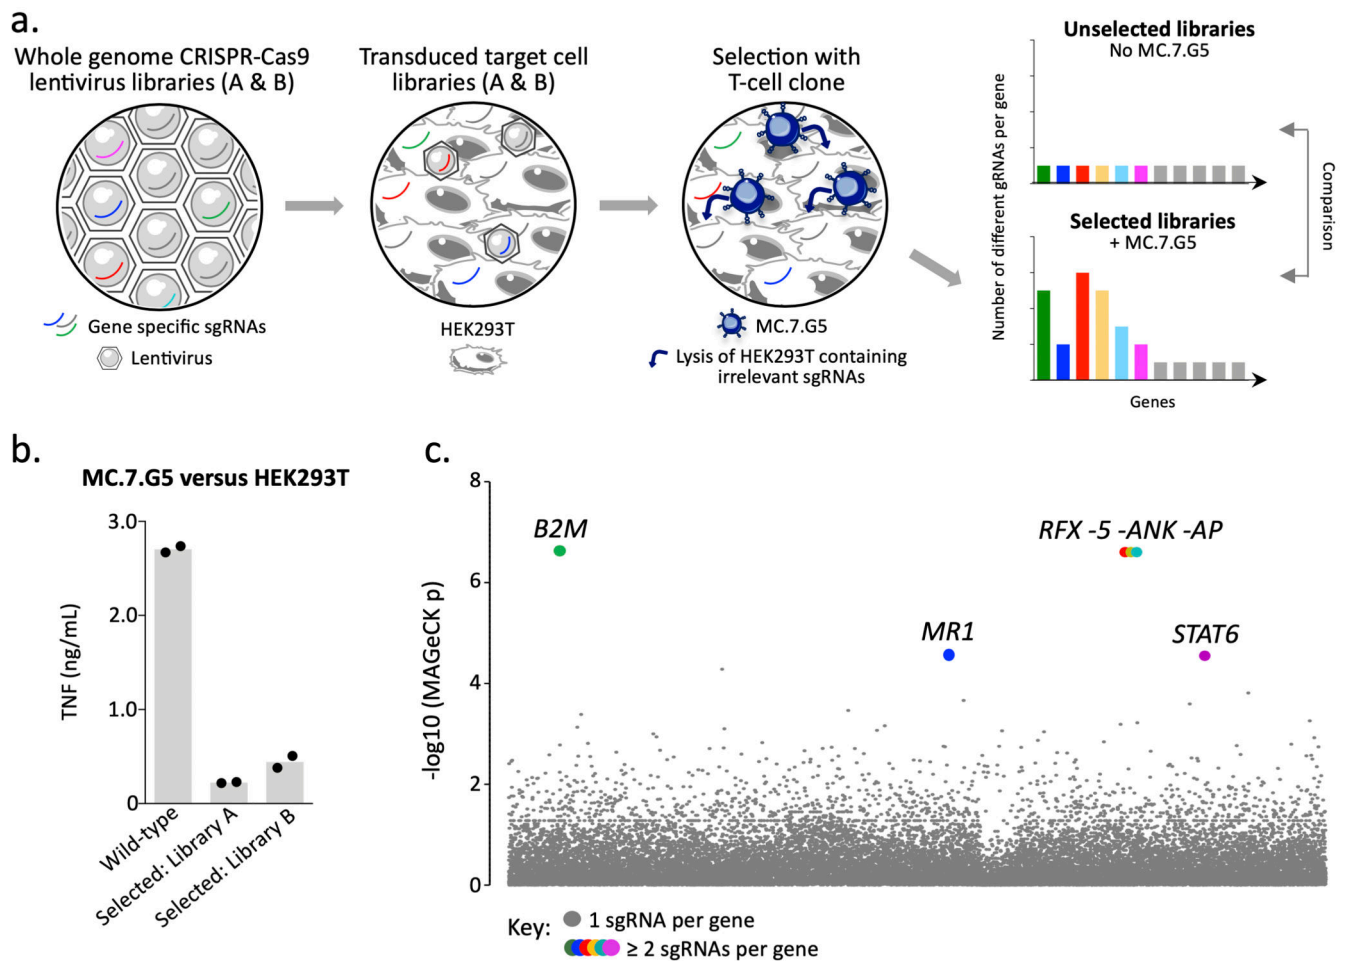 a.
Whole genome CRISPR-Cas9
lentivirus libraries (A & B)
Gene specific sgRNAs
Lentivirus
Transduced target cell
libraries (A & B)
HEK293T
Selection with
T-cell clone
MC.7.G5
Lysis of HEK293T containing
irrelevant sgRNAs
Number of different gRNAs per gene
Unselected libraries
No MC.7.G5
Selected libraries
+ MC.7.G5
Genes
Comparison
b.
MC.7.G5 versus HEK293T
TNF (ng/mL)
3.0
2.0
1.0
0
Wild-type
Selected: Library A
Selected: Library B
c.
-log10 (MAGeCK p)
8
6
4
2
0
B2M
RFX -5 -ANK -AP
MR1
STAT6
Key:
1 sgRNA per gene
≥ 2 sgRNAs per gene